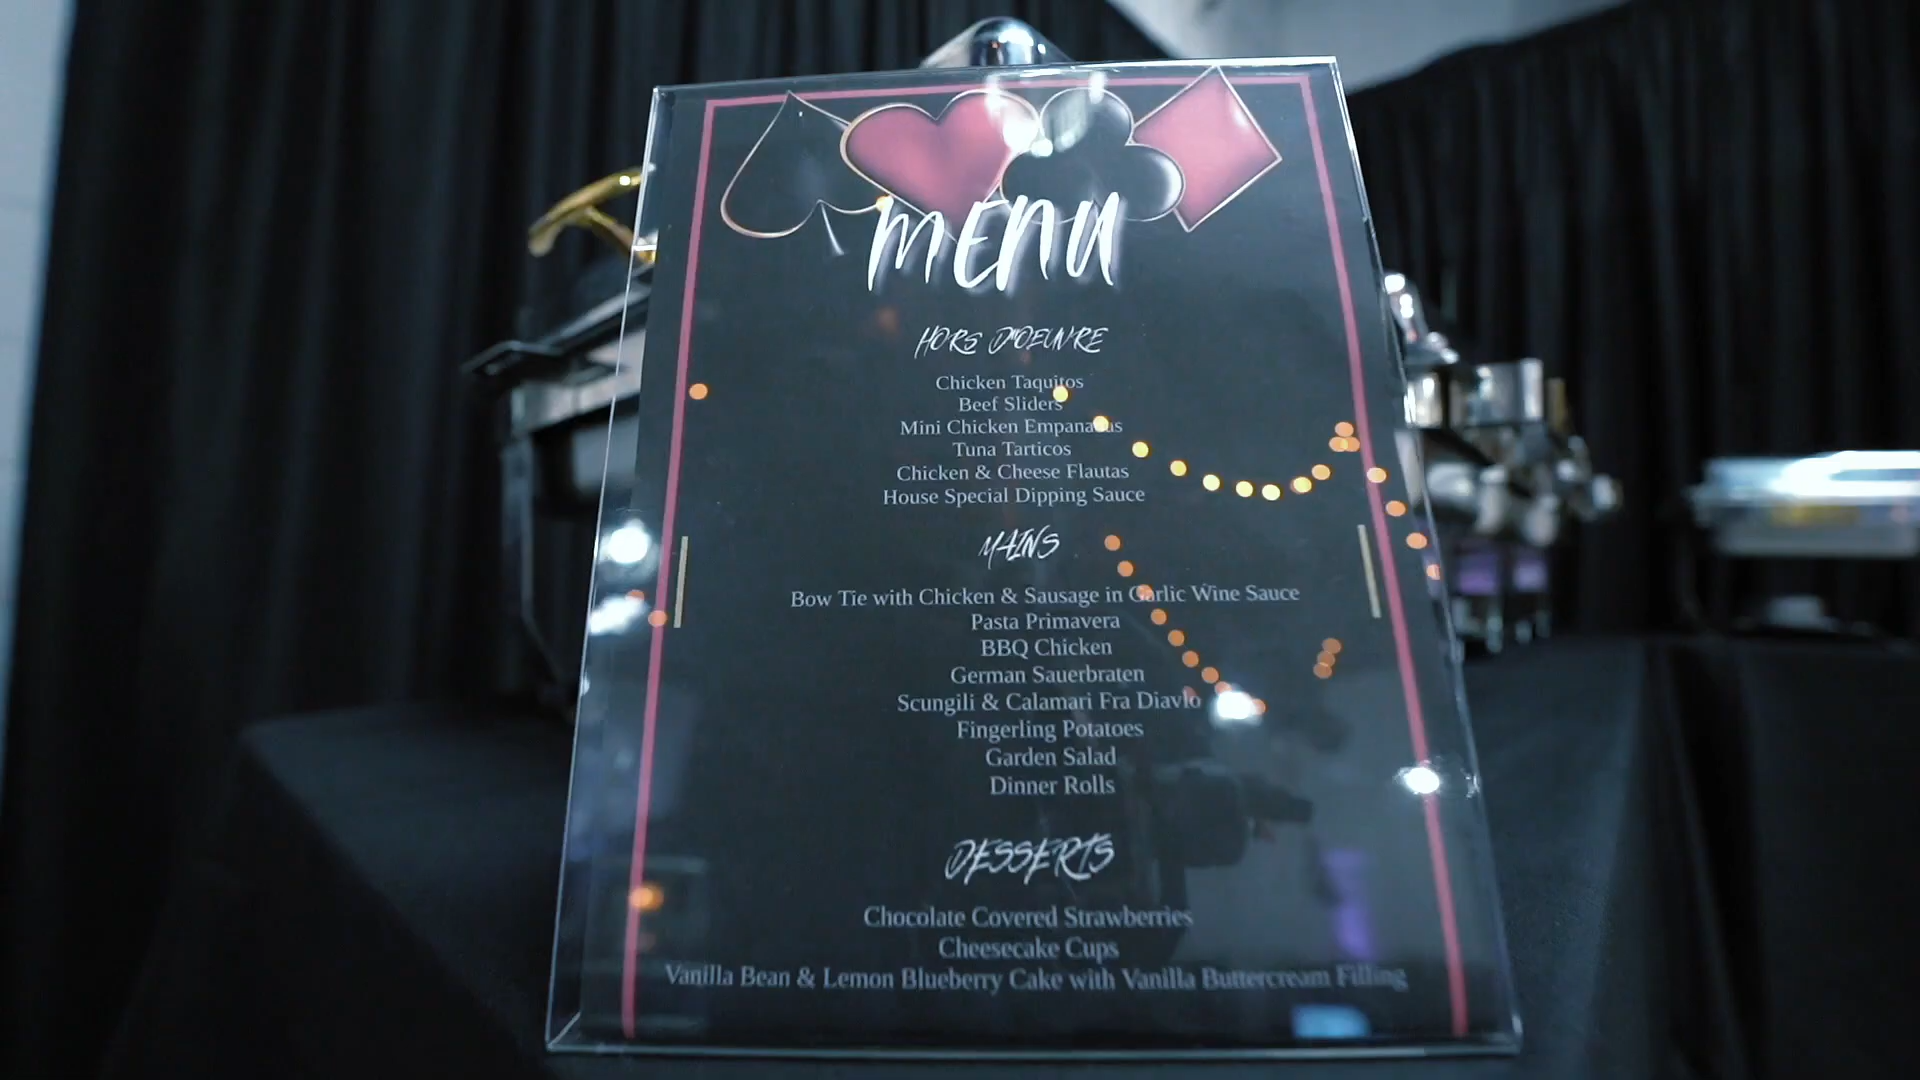 MENU
HORS D'OEUVRE
Chicken Taquitos
Beef Sliders
Mini Chicken Empanadas
Tuna Tarticos
Chicken & Cheese Flautas
House Special Dipping Sauce
MAINS
Bow Tie with Chicken & Sausage in Garlic Wine Sauce
Pasta Primavera
BBQ Chicken
German Sauerbraten
Scungili & Calamari Fra Diavlo
Fingerling Potatoes
Garden Salad
Dinner Rolls
DESSERTS
Chocolate Covered Strawberries
Cheesecake Cups
Vanilla Bean & Lemon Blueberry Cake with Vanilla Buttercream Filling